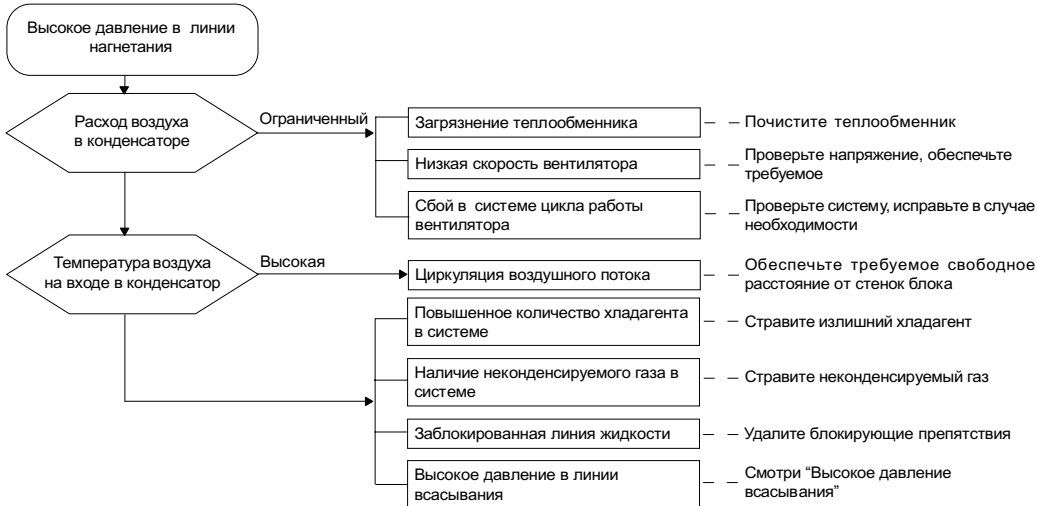 Высокое давление в линии
нагнетания
Расход воздуха
в конденсаторе
Ограниченный
Загрязнение теплообменника
Почистите теплообменник
Низкая скорость вентилятора
Проверьте напряжение, обеспечьте
требуемое
Сбой в системе цикла работы
вентилятора
Проверьте систему, исправьте в случае
необходимости
Температура воздуха
на входе в конденсатор
Высокая
Циркуляция воздушного потока
Обеспечьте требуемое свободное
расстояние от стенок блока
Повышенное количество хладагента
в системе
Стравите излишний хладагент
Наличие неконденсируемого газа в
системе
Стравите неконденсируемый газ
Заблокированная линия жидкости
Удалите блокирующие препятствия
Высокое давление в линии
всасывания
Смотри “Высокое давление
всасывания”